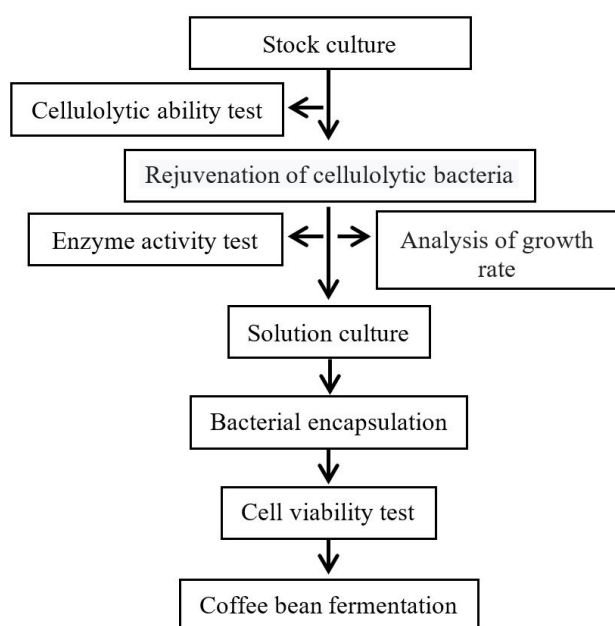 Stock culture
Cellulolytic ability test
Rejuvenation of cellulolytic bacteria
Enzyme activity test
Analysis of growth
rate
Solution culture
Bacterial encapsulation
Cell viability test
Coffee bean fermentation